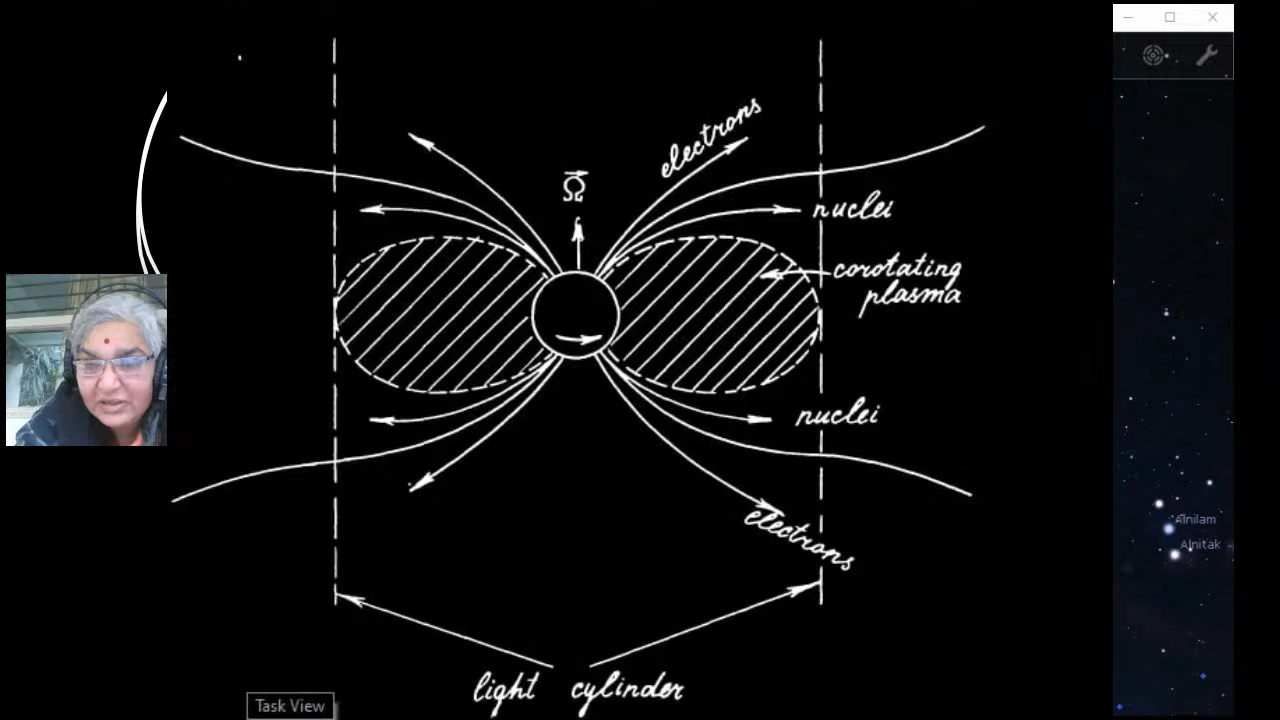 electrons
Ω
nuclei
corotating
plasma
nuclei
electrons
Alnilam
Alnitak
light cylinder
Task View